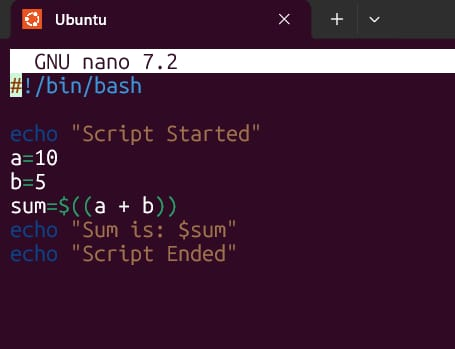 Ubuntu
GNU nano 7.2
#!/bin/bash
echo "Script Started"
a=10
b=5
sum=$((a + b))
echo "Sum is: $sum"
echo "Script Ended"